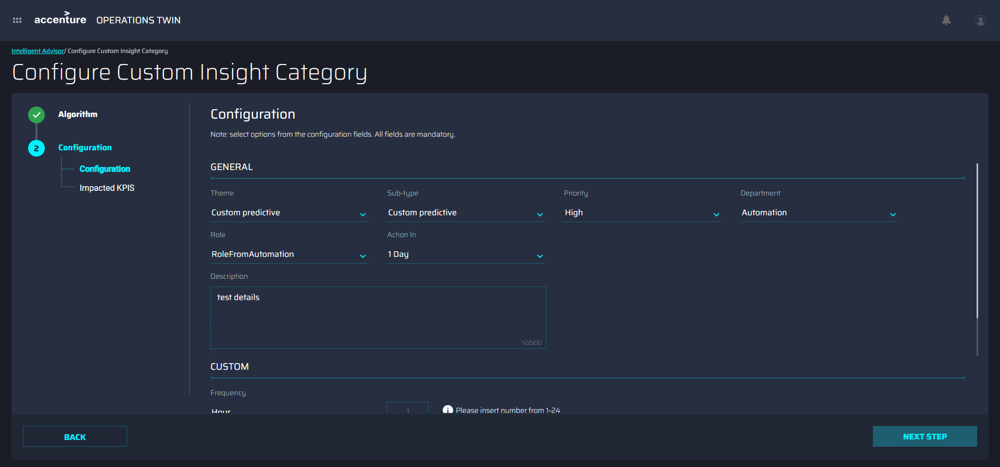 accenture OPERATIONS TWIN
Intelligent Advisor/ Configure Custom Insight Category
Configure Custom Insight Category
Algorithm
2 Configuration
Configuration
Impacted KPIS
Configuration
Note: select options from the configuration fields. All fields are mandatory.
GENERAL
Theme Sub-type Priority Department
Custom predictive Custom predictive High Automation
Role Action In
RoleFromAutomation 1 Day
Description
test details
12/500
CUSTOM
Frequency
Hour 1 Please insert number from 1-24
BACK NEXT STEP